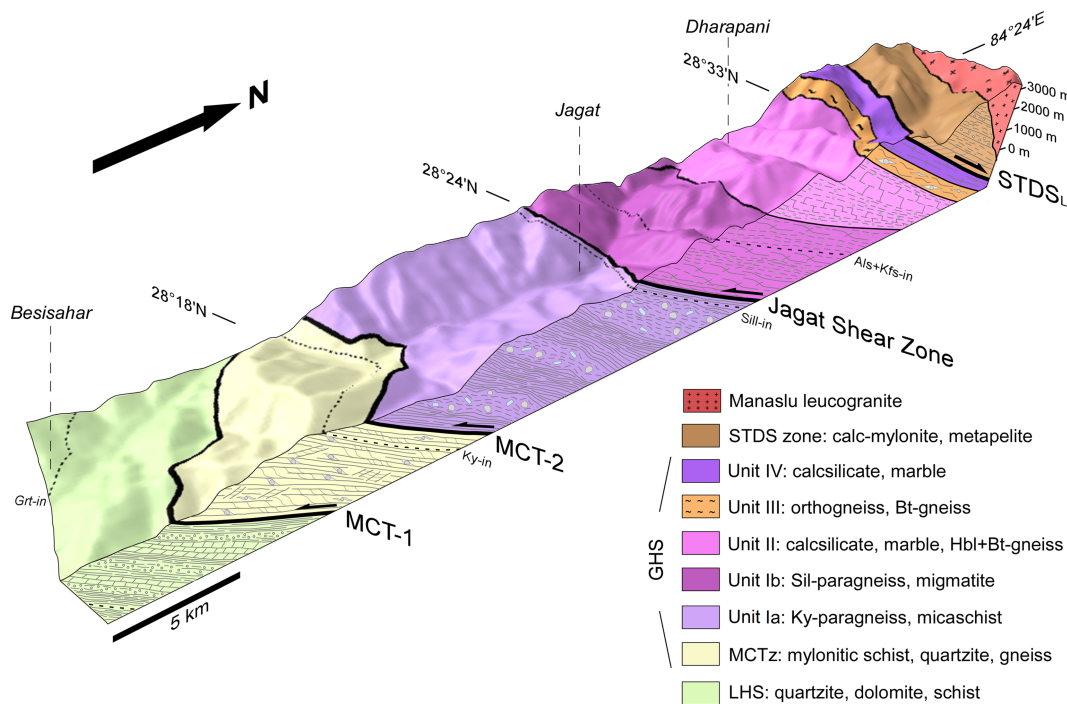 84°24'E
Dharapani
28°33'N
3000 m
2000 m
1000 m
0 m
N
Jagat
STDSL
28°24'N
Als+Kfs-in
28°18'N
Besisahar
Jagat Shear Zone
Sill-in
MCT-2
Ky-in
Grt-in
MCT-1
5 km
Manaslu leucogranite
STDS zone: calc-mylonite, metapelite
Unit IV: calcsilicate, marble
Unit III: orthogneiss, Bt-gneiss
GHS
Unit II: calcsilicate, marble, Hbl+Bt-gneiss
Unit Ib: Sil-paragneiss, migmatite
Unit Ia: Ky-paragneiss, micaschist
MCTz: mylonitic schist, quartzite, gneiss
LHS: quartzite, dolomite, schist